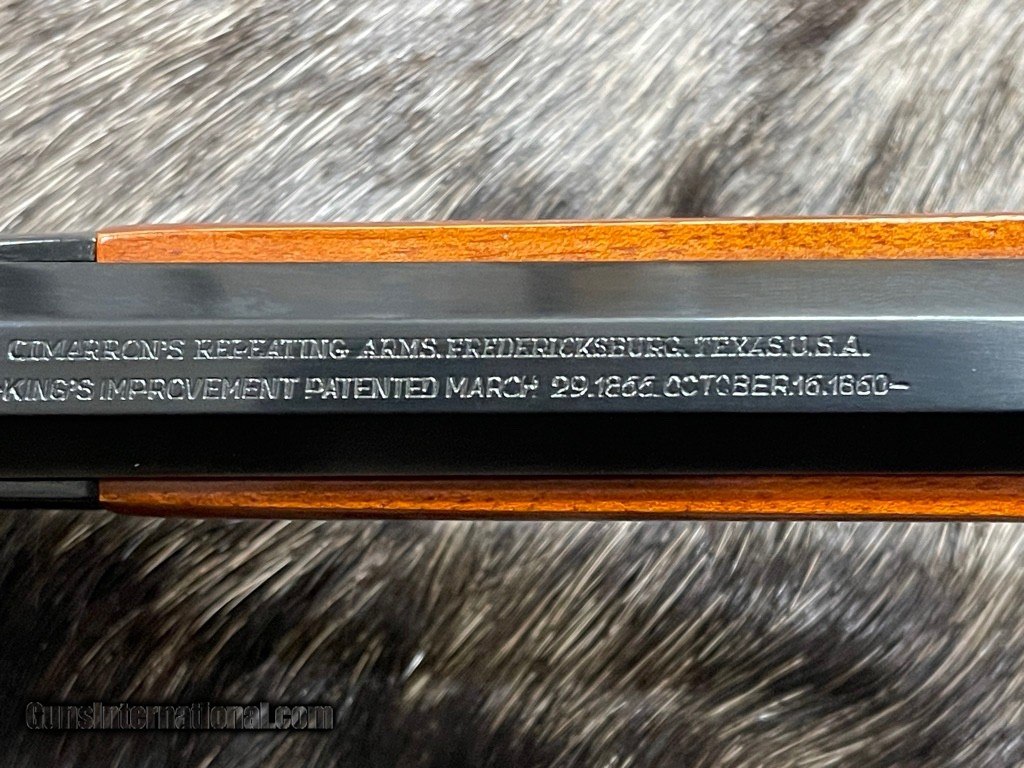 CIMARRON'S REPEATING ARMS. FREDERICKSBURG. TEXAS. U.S.A.
-KING'S IMPROVEMENT PATENTED MARCH 29.1866. OCTOBER.16.1860-
GunsInternational.com